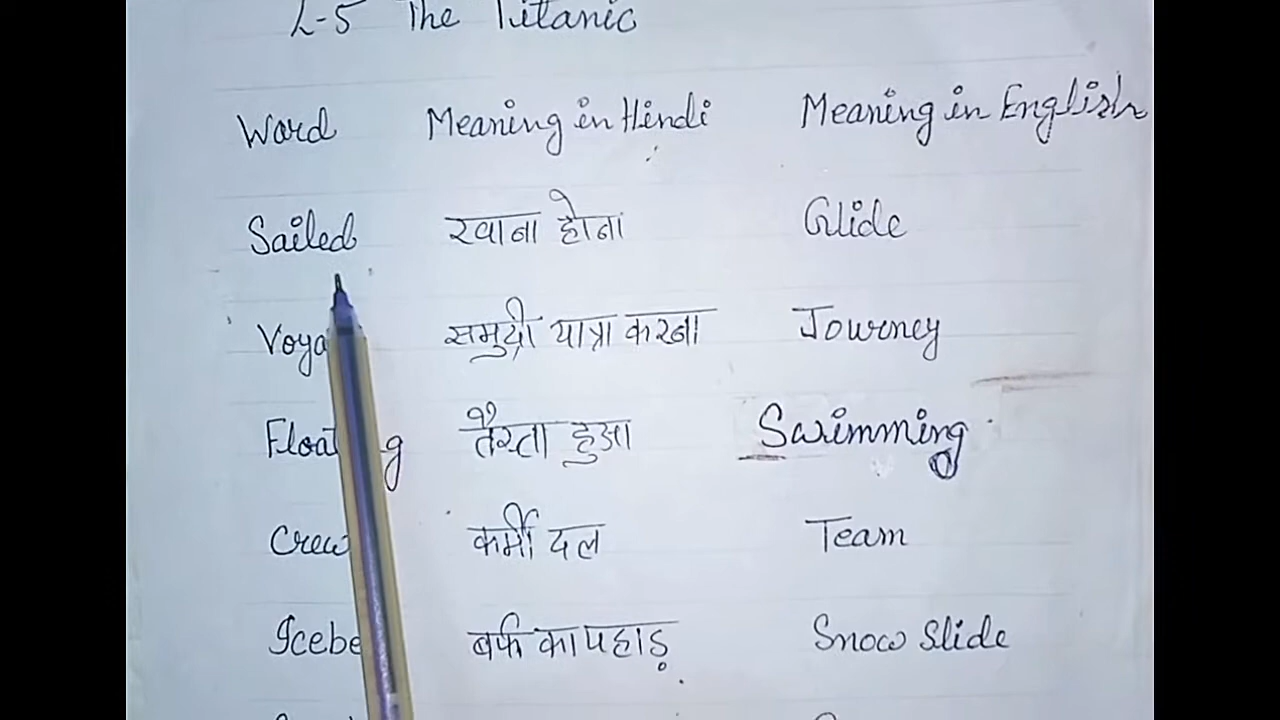 L-5 The Titanic
Word Meaning in Hindi Meaning in English
Sailed रवाना होना Glide
समुद्री यात्रा करना Journey
तैरता हुआ Swimming
Crew कर्मी दल Team
बर्फ का पहाड़ Snow Slide